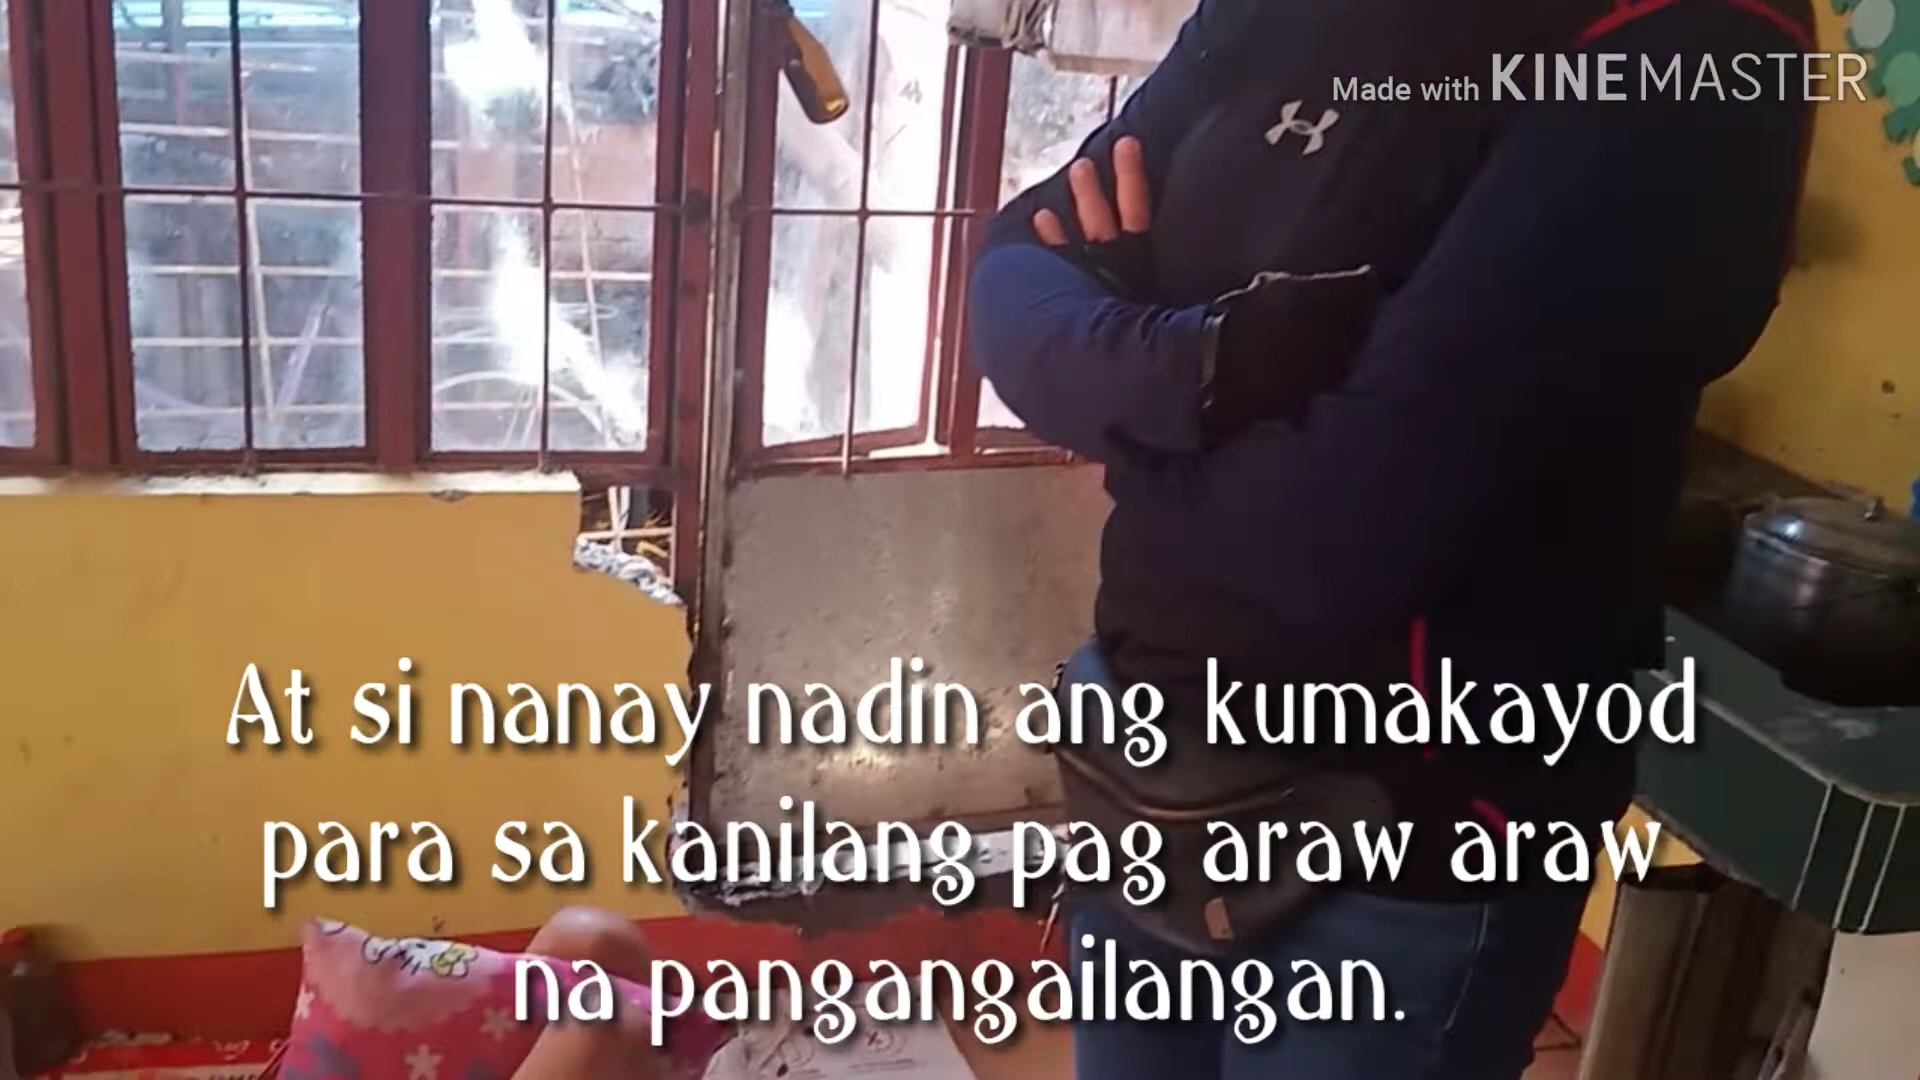 Made with KINEMASTER
At si nanay nadin ang kumakayod
para sa kanilang pag araw araw
na pangangailangan.